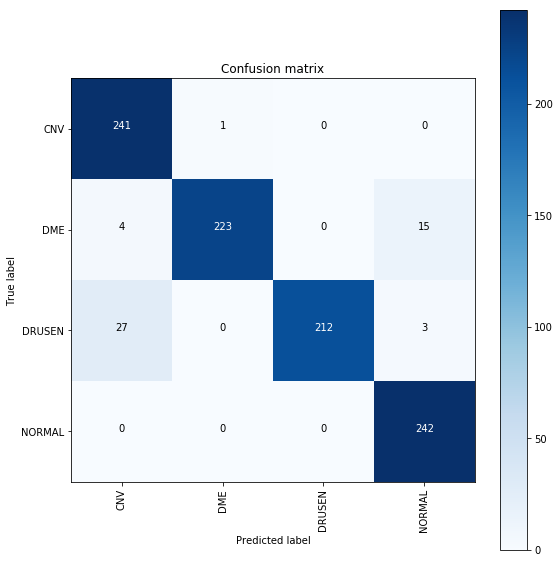 Confusion matrix
CNV 241 1 0 0
DME 4 223 0 15
DRUSEN 27 0 212 3
NORMAL 0 0 0 242
CNV DME DRUSEN NORMAL
True label
Predicted label
200
150
100
50
0